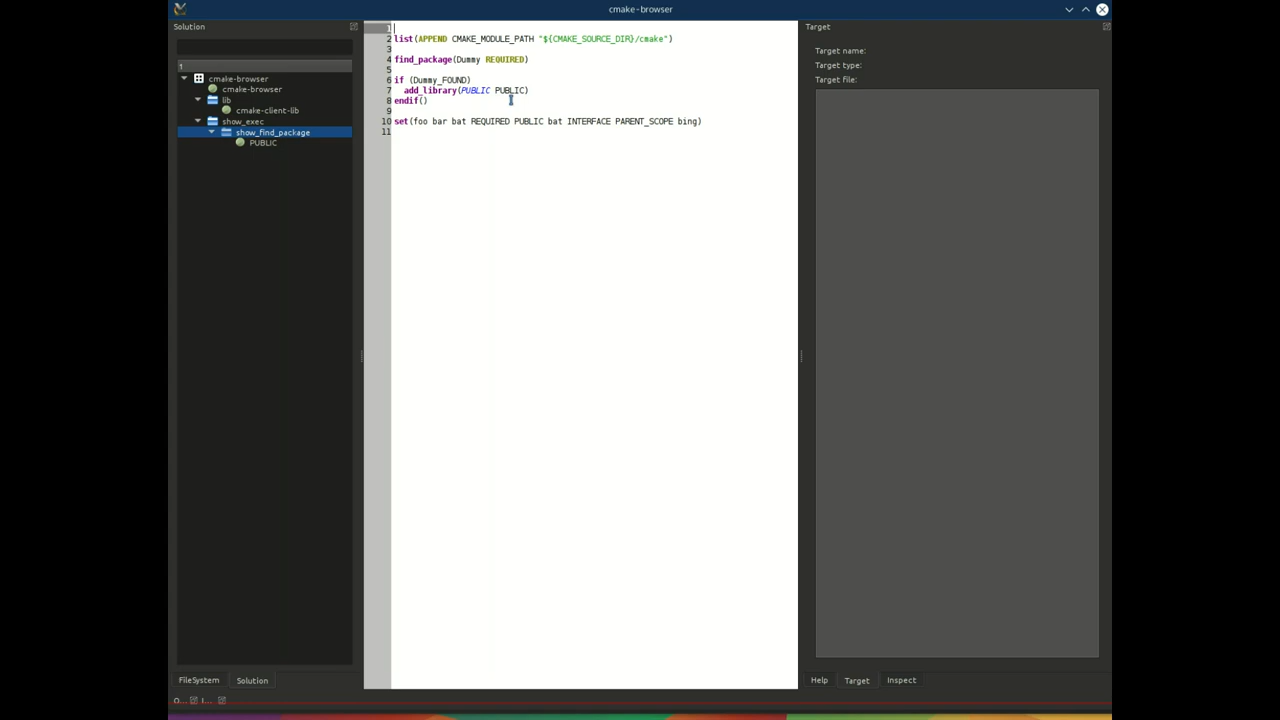 cmake-browser
Solution
1
cmake-browser
cmake-browser
lib
cmake-client-lib
show_exec
show_find_package
PUBLIC
FileSystem
Solution
1
2 list(APPEND CMAKE_MODULE_PATH "${CMAKE_SOURCE_DIR}/cmake")
3
4 find_package(Dummy REQUIRED)
5
6 if (Dummy_FOUND)
7 add_library(PUBLIC PUBLIC)
8 endif()
9
10 set(foo bar bat REQUIRED PUBLIC bat INTERFACE PARENT_SCOPE bing)
11
Target
Target name:
Target type:
Target file:
Help
Target
Inspect
O...
I...